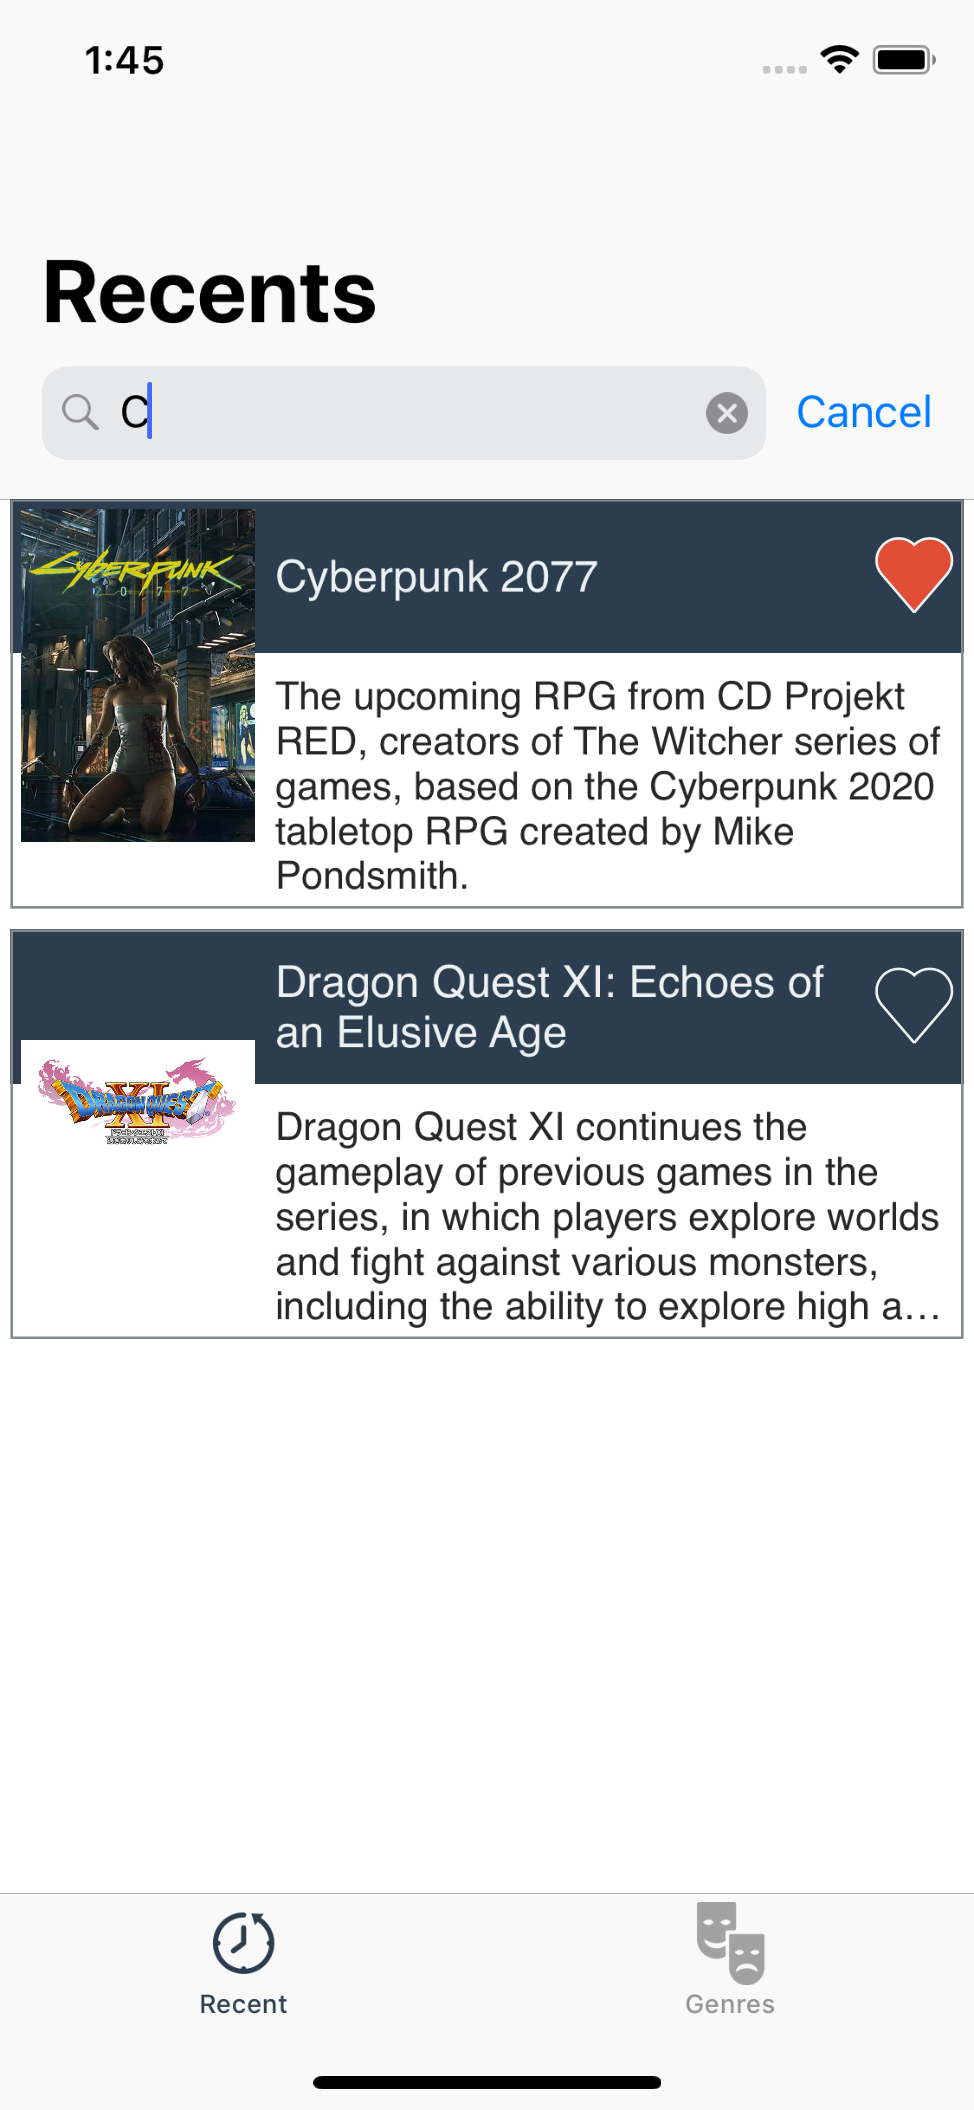 1:45
Recents
C
Cancel
CYBERPUNK
2077
Cyberpunk 2077
The upcoming RPG from CD Projekt
RED, creators of The Witcher series of
games, based on the Cyberpunk 2020
tabletop RPG created by Mike
Pondsmith.
Dragon Quest XI: Echoes of
an Elusive Age
DRAGON QUEST
XI
Dragon Quest XI continues the
gameplay of previous games in the
series, in which players explore worlds
and fight against various monsters,
including the ability to explore high a...
Recent
Genres